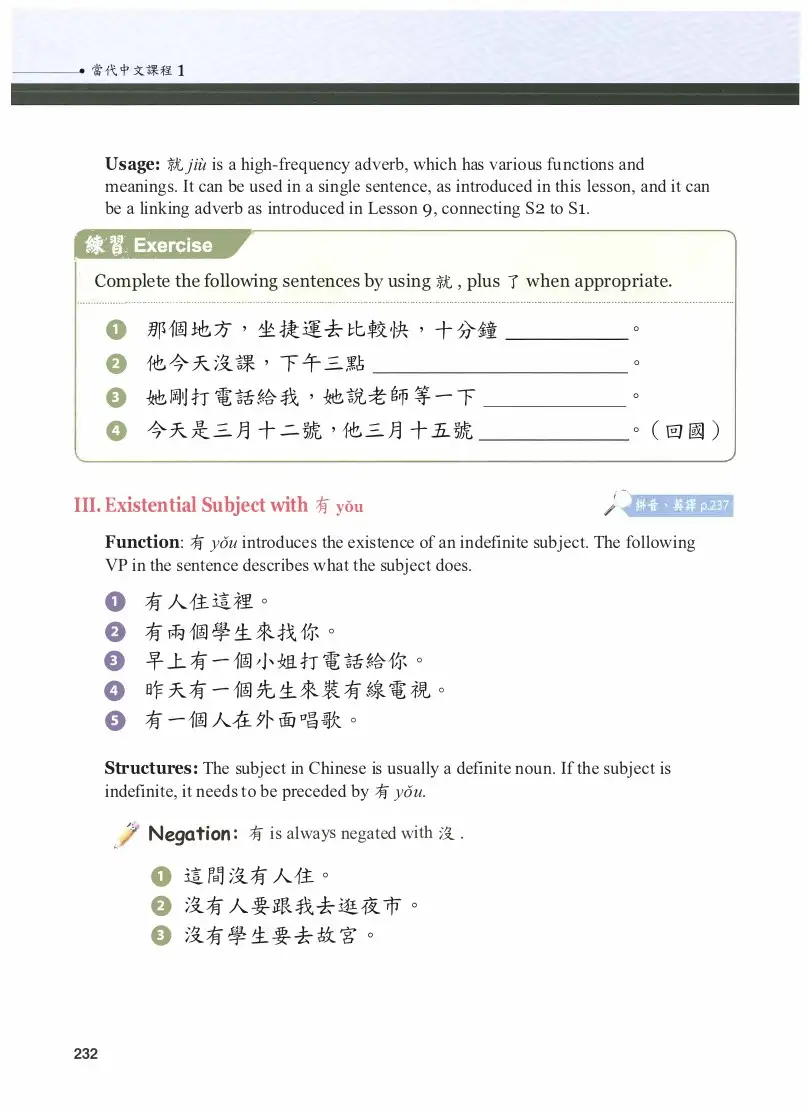 當代中文課程 1
Usage: 就 jiù is a high-frequency adverb, which has various functions and
meanings. It can be used in a single sentence, as introduced in this lesson, and it can
be a linking adverb as introduced in Lesson 9, connecting S2 to S1.
練習 Exercise
Complete the following sentences by using 就 , plus 了 when appropriate.
1 那個地方，坐捷運去比較快，十分鐘 ____________。
2 他今天沒課，下午三點 ____________。
3 她剛打電話給我，她說老師等一下 ____________。
4 今天是三月十二號，他三月十五號 ____________。（回國）
III. Existential Subject with 有 yǒu
拼音、英譯 p.237
Function: 有 yǒu introduces the existence of an indefinite subject. The following
VP in the sentence describes what the subject does.
1 有人住這裡。
2 有兩個學生來找你。
3 早上有一個小姐打電話給你。
4 昨天有一個先生來裝有線電視。
5 有一個人在外面唱歌。
Structures: The subject in Chinese is usually a definite noun. If the subject is
indefinite, it needs to be preceded by 有 yǒu.
Negation: 有 is always negated with 沒 .
1 這間沒有人住。
2 沒有人要跟我去逛夜市。
3 沒有學生要去故宮。
232